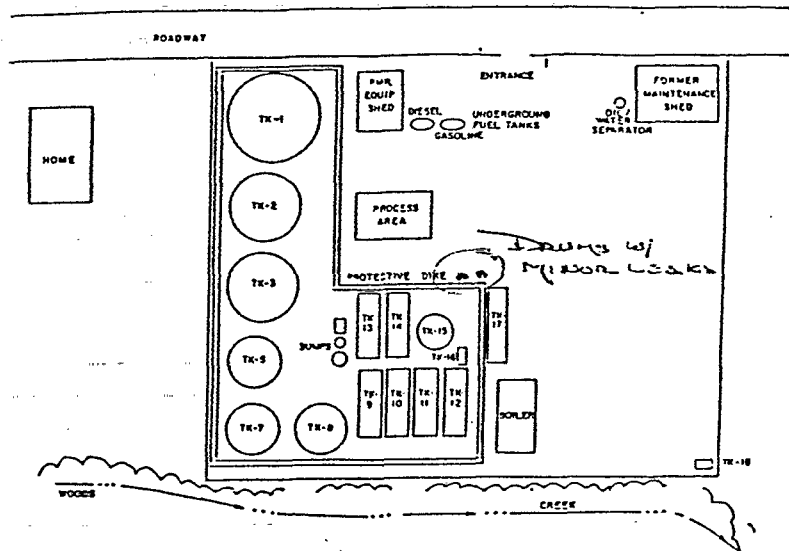 ROADWAY
ENTRANCE
FMR
EQUIP
SHED
FORMER
MAINTENANCE
SHED
TK-1
DIESEL
UNDERGROUND
FUEL TANKS
GASOLINE
OIL/
WATER
SEPARATOR
HOME
TK-2
PROCESS
AREA
DRUMS W/
MINOR LEAKS
PROTECTIVE DIKE
TK-3
TK
13
TK
14
TK-15
TK
17
SUMPS
TK-16
TK-5
TK-
9
TK-
10
TK-
11
TK-
12
BOILER
TK-7
TK-8
TK-18
WOODS
CREEK